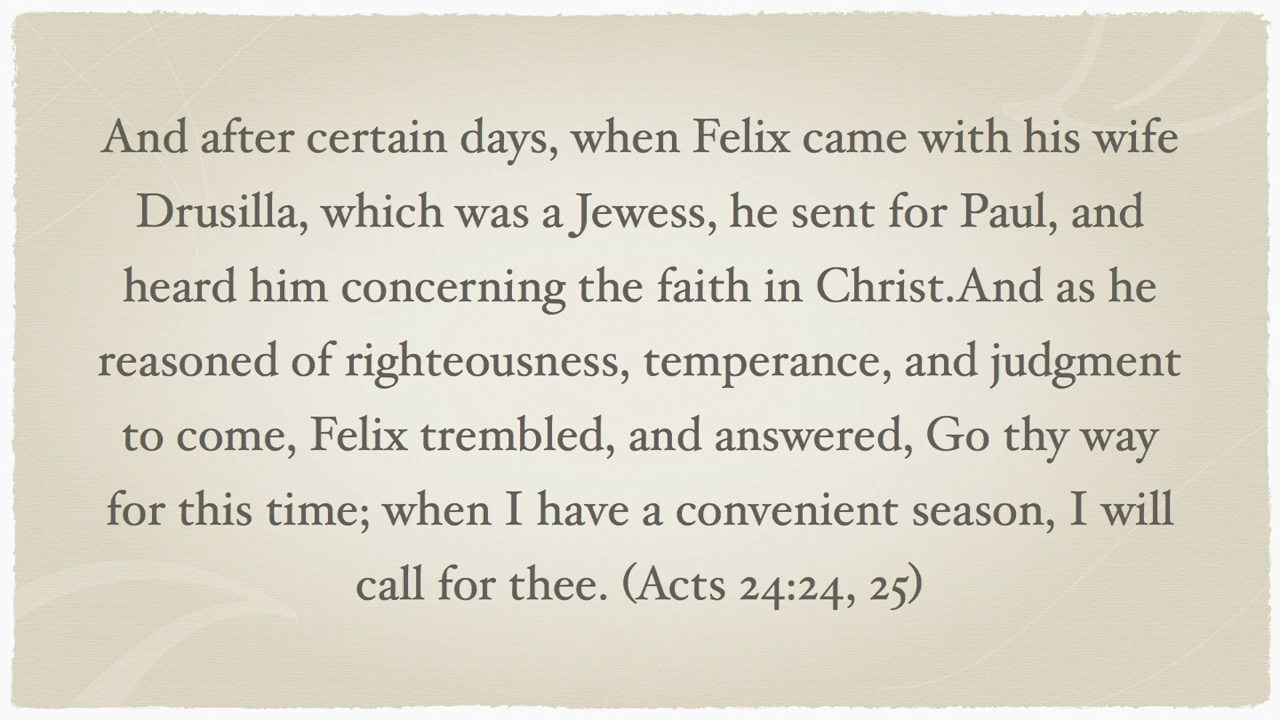 And after certain days, when Felix came with his wife
Drusilla, which was a Jewess, he sent for Paul, and
heard him concerning the faith in Christ.And as he
reasoned of righteousness, temperance, and judgment
to come, Felix trembled, and answered, Go thy way
for this time; when I have a convenient season, I will
call for thee. (Acts 24:24, 25)